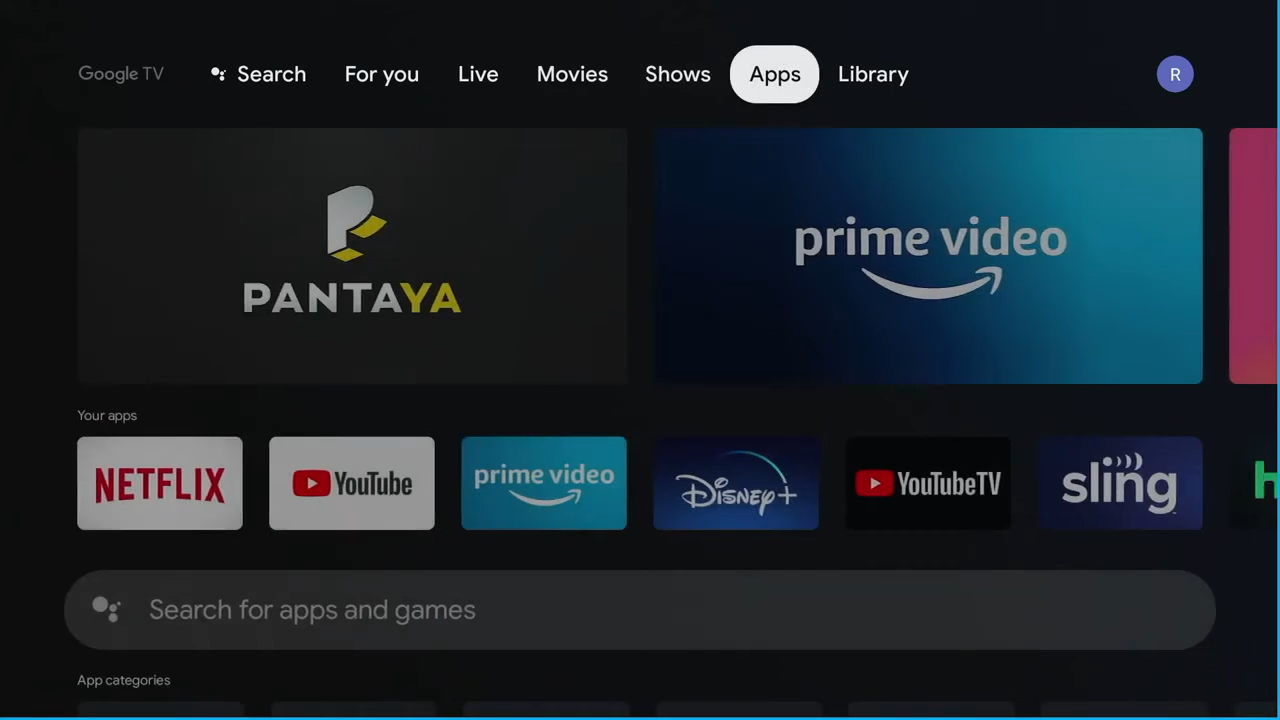 Google TV
Search
For you
Live
Movies
Shows
Apps
Library
R
PANTAYA
prime video
Your apps
NETFLIX
YouTube
prime video
Disney+
YouTubeTV
sling
h
Search for apps and games
App categories